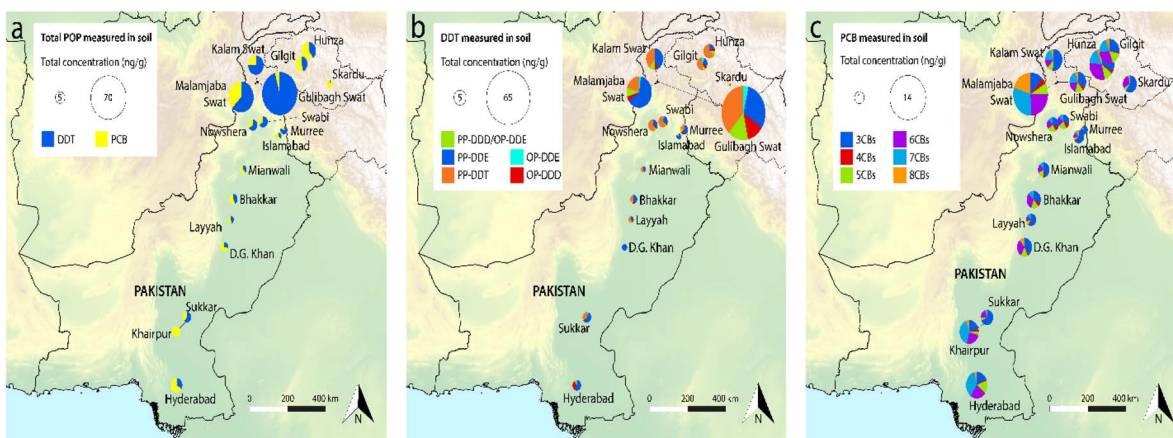 a
Total POP measured in soil
Total concentration (ng/g)
5
70
DDT
PCB
Hunza
Kalam Swat
Gilgit
Skardu
Malamjaba
Swat
Gulibagh Swat
Swabi
Nowshera
Murree
Islamabad
Mianwali
Bhakkar
Layyah
D.G. Khan
PAKISTAN
Sukkar
Khairpur
Hyderabad
0 200 400 km
N
b
DDT measured in soil
Total concentration (ng/g)
5
65
PP-DDD/OP-DDE
PP-DDE
OP-DDE
PP-DDT
OP-DDD
Hunza
Kalam Swat
Gilgit
Skardu
Malamjaba
Swat
Swabi
Nowshera
Murree
Islamabad
Gulibagh Swat
Mianwali
Bhakkar
Layyah
D.G. Khan
PAKISTAN
Sukkar
Hyderabad
0 200 400 km
N
c
PCB measured in soil
Total concentration (ng/g)
14
3CBs
6CBs
4CBs
7CBs
5CBs
8CBs
Hunza
Gilgit
Kalam Swat
Skardu
Malamjaba
Swat
Gulibagh Swat
Swabi
Nowshera
Murree
Islamabad
Mianwali
Bhakkar
Layyah
D.G. Khan
PAKISTAN
Sukkar
Khairpur
Hyderabad
0 200 400 km
N